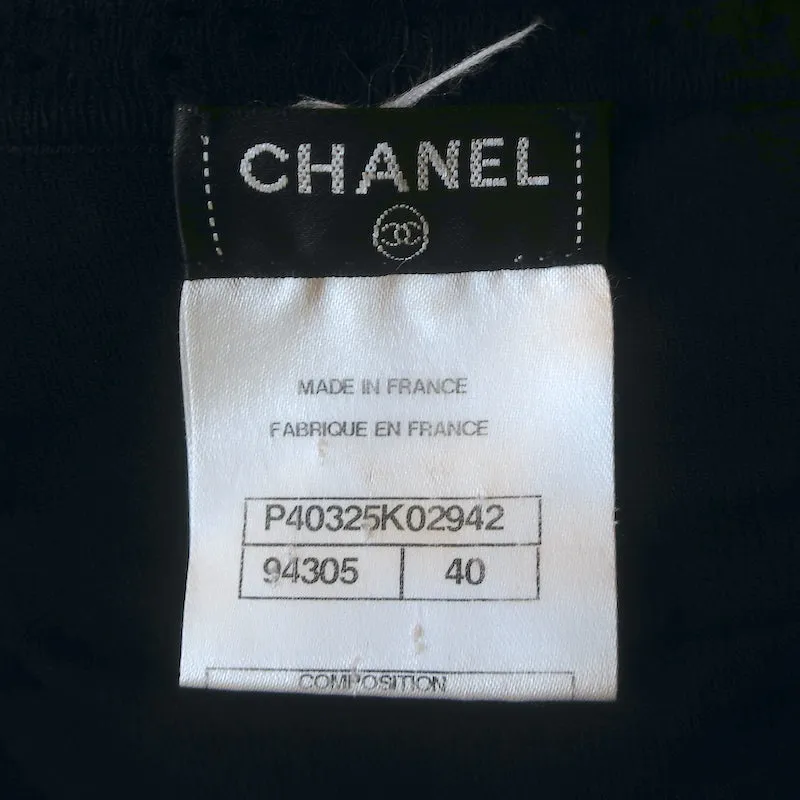 CHANEL
MADE IN FRANCE
FABRIQUE EN FRANCE
P40325K02942
94305 40
COMPOSITION